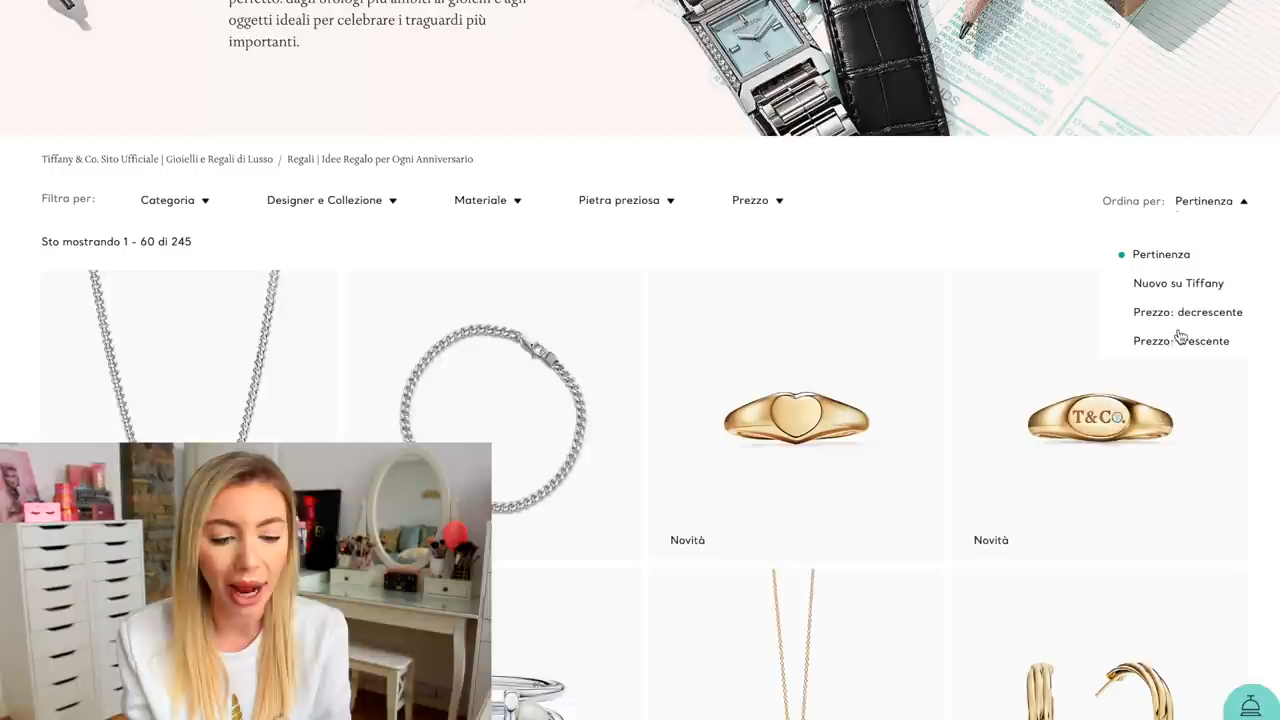 perfetto: dagli orologi più ambiti ai gioielli e agli
oggetti ideali per celebrare i traguardi più
importanti.
Tiffany & Co. Sito Ufficiale | Gioielli e Regali di Lusso / Regali | Idee Regalo per Ogni Anniversario
Filtra per:
Categoria
Designer e Collezione
Materiale
Pietra preziosa
Prezzo
Ordina per:
Pertinenza
Sto mostrando 1 - 60 di 245
Pertinenza
Nuovo su Tiffany
Prezzo: decrescente
Prezzo:
T&CO.
Novità
Novità